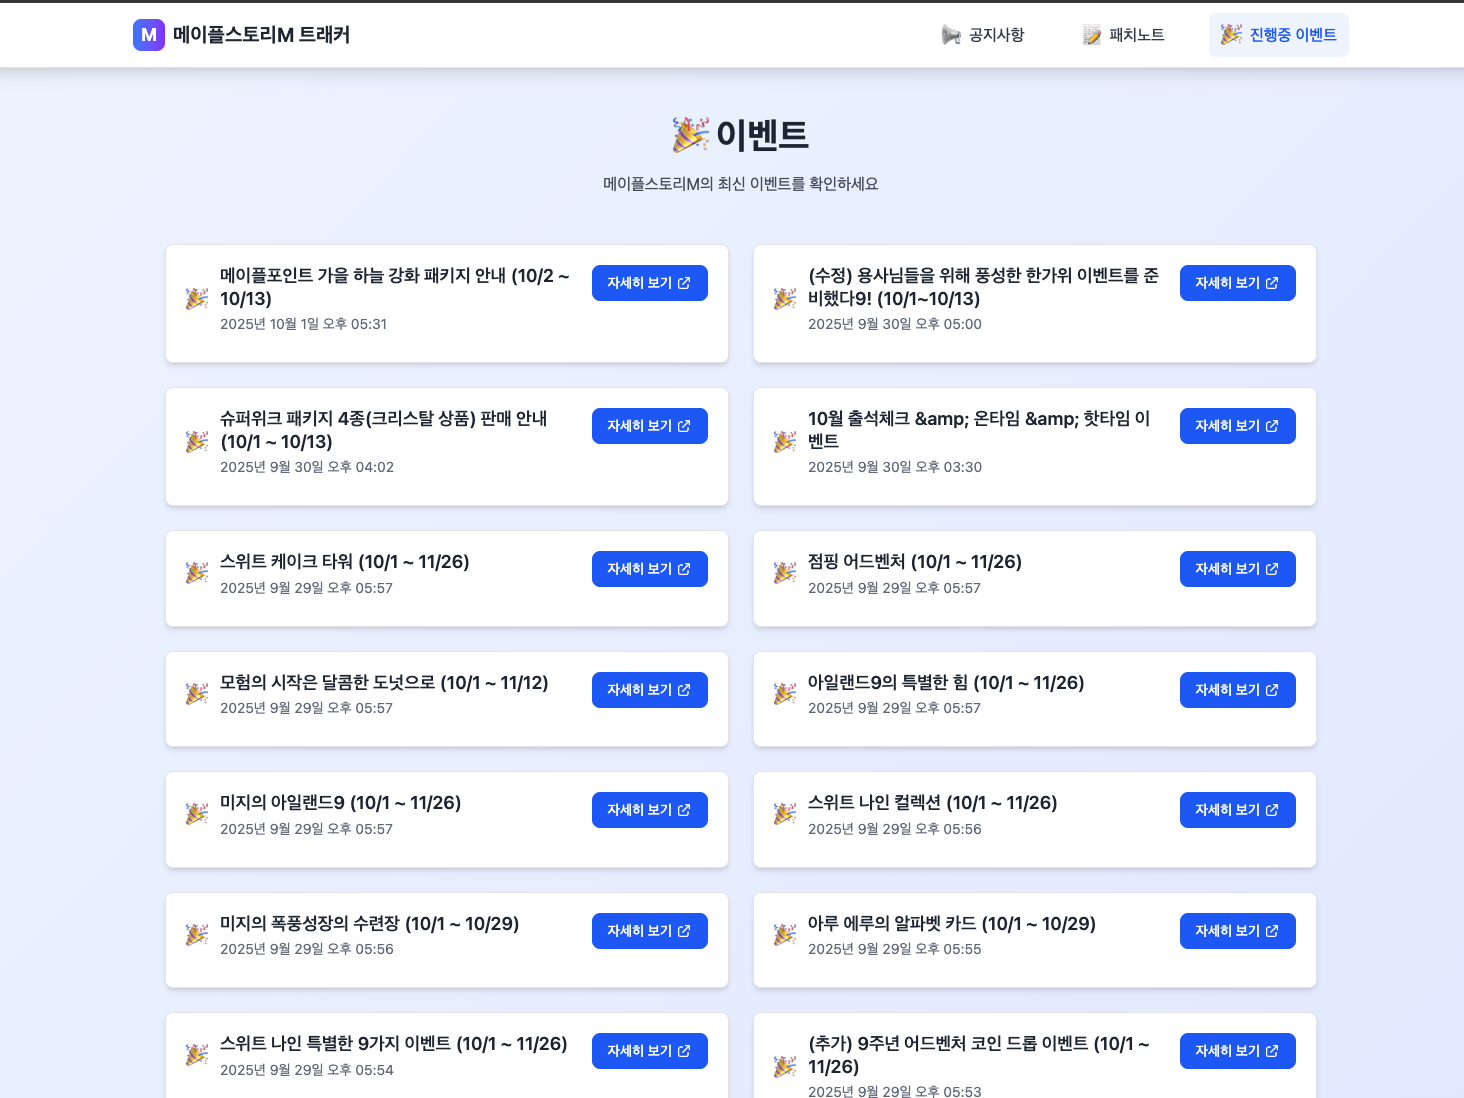 M 메이플스토리M 트래커
공지사항
패치노트
진행중 이벤트
이벤트
메이플스토리M의 최신 이벤트를 확인하세요
메이플포인트 가을 하늘 강화 패키지 안내 (10/2 ~
10/13)
2025년 10월 1일 오후 05:31
자세히 보기
(수정) 용사님들을 위해 풍성한 한가위 이벤트를 준
비했다9! (10/1~10/13)
2025년 9월 30일 오후 05:00
자세히 보기
슈퍼위크 패키지 4종(크리스탈 상품) 판매 안내
(10/1 ~ 10/13)
2025년 9월 30일 오후 04:02
자세히 보기
10월 출석체크 &amp; 온타임 &amp; 핫타임 이
벤트
2025년 9월 30일 오후 03:30
자세히 보기
스위트 케이크 타워 (10/1 ~ 11/26)
2025년 9월 29일 오후 05:57
자세히 보기
점핑 어드벤처 (10/1 ~ 11/26)
2025년 9월 29일 오후 05:57
자세히 보기
모험의 시작은 달콤한 도넛으로 (10/1 ~ 11/12)
2025년 9월 29일 오후 05:57
자세히 보기
아일랜드9의 특별한 힘 (10/1 ~ 11/26)
2025년 9월 29일 오후 05:57
자세히 보기
미지의 아일랜드9 (10/1 ~ 11/26)
2025년 9월 29일 오후 05:57
자세히 보기
스위트 나인 컬렉션 (10/1 ~ 11/26)
2025년 9월 29일 오후 05:56
자세히 보기
미지의 폭풍성장의 수련장 (10/1 ~ 10/29)
2025년 9월 29일 오후 05:56
자세히 보기
아루 에루의 알파벳 카드 (10/1 ~ 10/29)
2025년 9월 29일 오후 05:55
자세히 보기
스위트 나인 특별한 9가지 이벤트 (10/1 ~ 11/26)
2025년 9월 29일 오후 05:54
자세히 보기
(추가) 9주년 어드벤처 코인 드롭 이벤트 (10/1 ~
11/26)
2025년 9월 29일 오후 05:53
자세히 보기